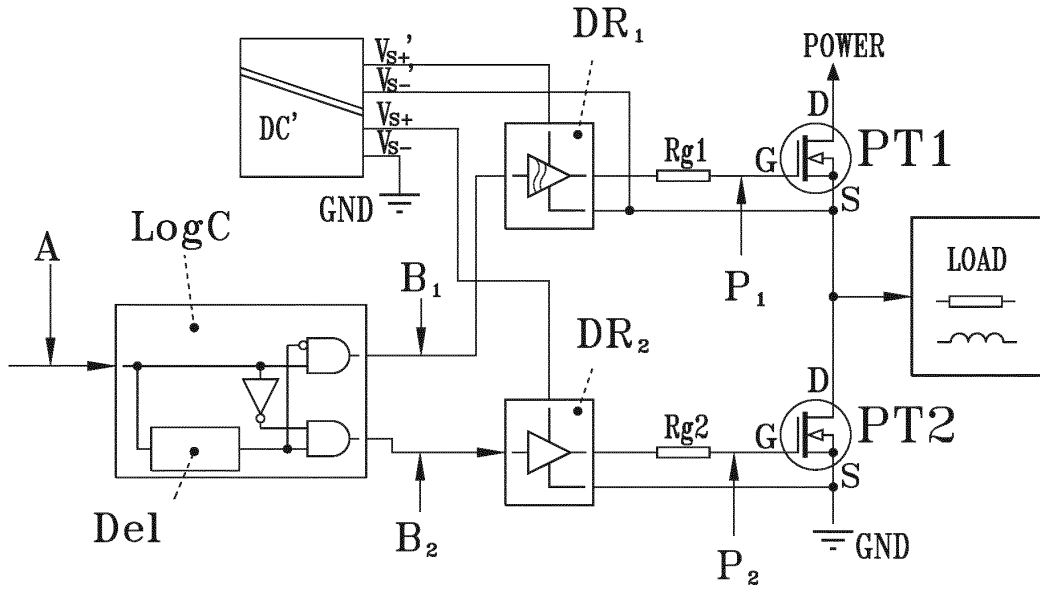 DR1
POWER
VS+'
VS-'
VS+
VS-
DC'
D
Rg1
G
PT1
S
GND
LogC
A
B1
P1
LOAD
DR2
D
Rg2
G
PT2
S
Del
B2
P2
GND